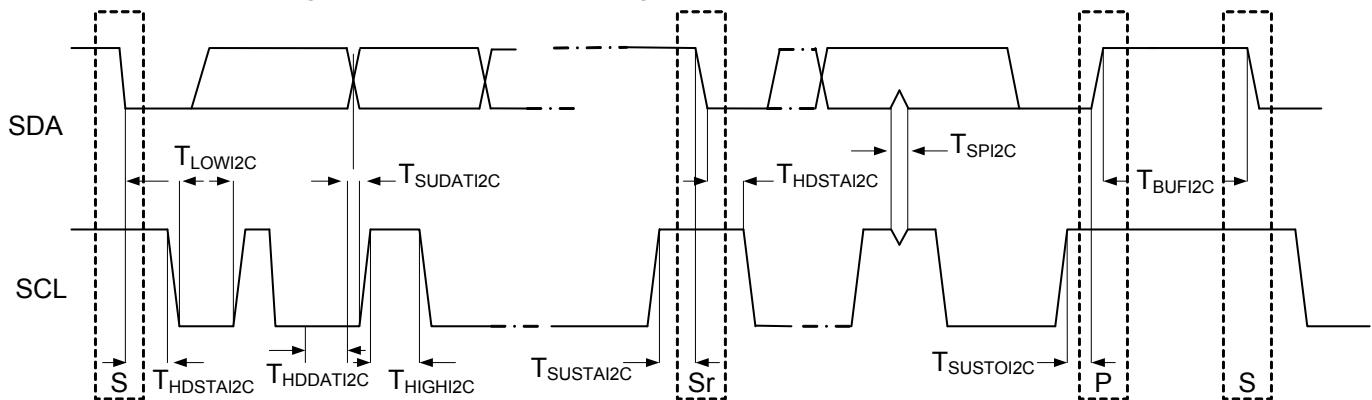 SDA
T_LOWI2C
T_SUDATI2C
T_HDSTAI2C
T_SPI2C
T_BUFI2C
SCL
S
T_HDSTAI2C
T_HDDATI2C
T_HIGHI2C
T_SUSTAI2C
Sr
T_SUSTOI2C
P
S